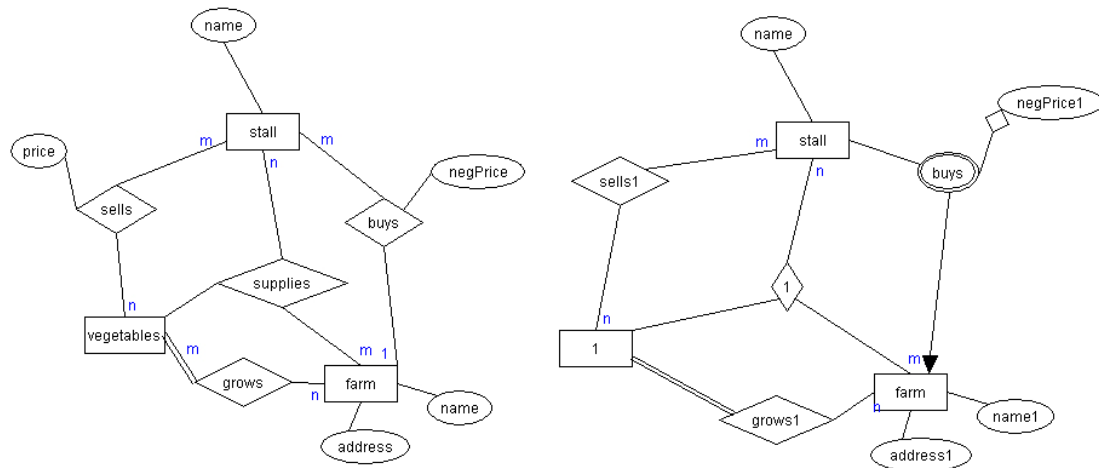 name
stall
m
m
n
price
negPrice
sells
buys
supplies
n
vegetables
m
m
1
grows
n
farm
name
address
name
negPrice1
m
stall
n
buys
sells1
1
n
1
m
farm
n
grows1
name1
address1